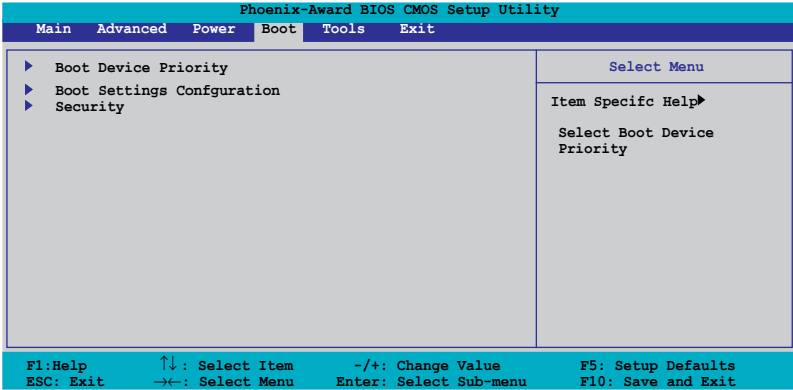 Phoenix-Award BIOS CMOS Setup Utility
Main Advanced Power Boot Tools Exit
Boot Device Priority
Boot Settings Confguration
Security
Select Menu
Item Specifc Help
Select Boot Device
Priority
F1:Help ↑↓: Select Item -/+: Change Value F5: Setup Defaults
ESC: Exit →←: Select Menu Enter: Select Sub-menu F10: Save and Exit